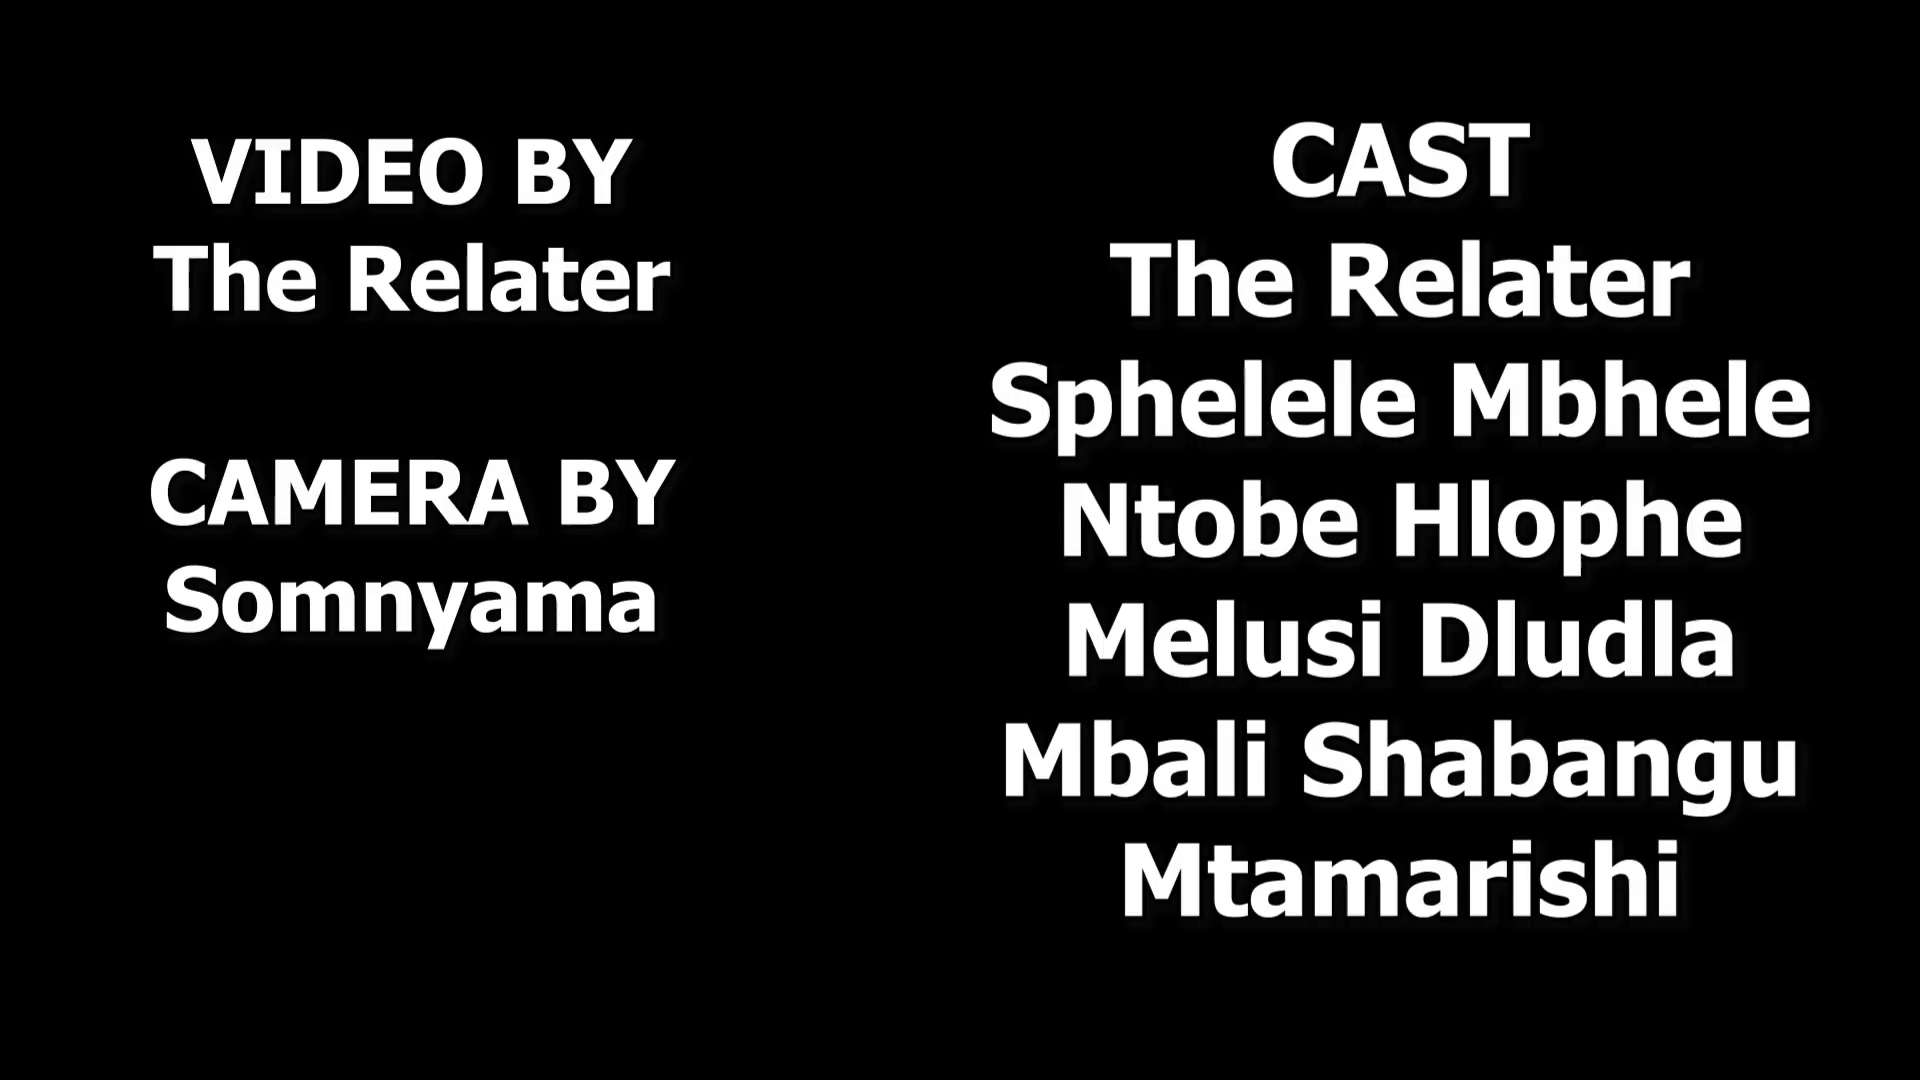 VIDEO BY
The Relater
CAMERA BY
Somnyama
CAST
The Relater
Sphelele Mbhele
Ntobe Hlophe
Melusi Dludla
Mbali Shabangu
Mtamarishi